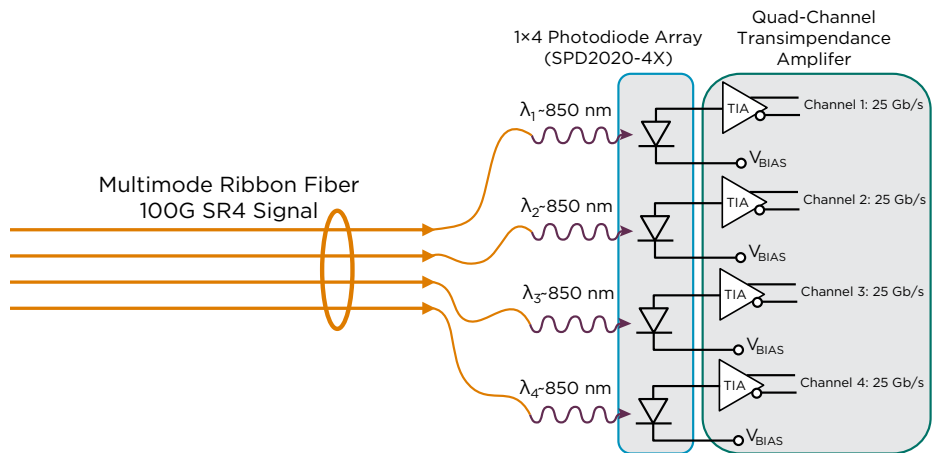 Quad-Channel
Transimpendance
Amplifer
1×4 Photodiode Array
(SPD2020-4X)
λ1~850 nm
TIA
Channel 1: 25 Gb/s
VBIAS
Multimode Ribbon Fiber
100G SR4 Signal
λ2~850 nm
TIA
Channel 2: 25 Gb/s
VBIAS
λ3~850 nm
TIA
Channel 3: 25 Gb/s
VBIAS
λ4~850 nm
TIA
Channel 4: 25 Gb/s
VBIAS